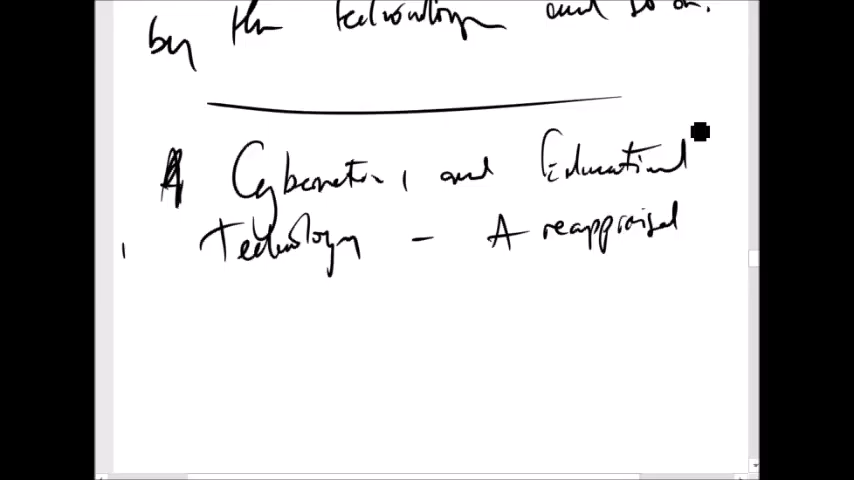 by the technology and so on.
Cybernetics, and Educational
Technology - A reappraisal